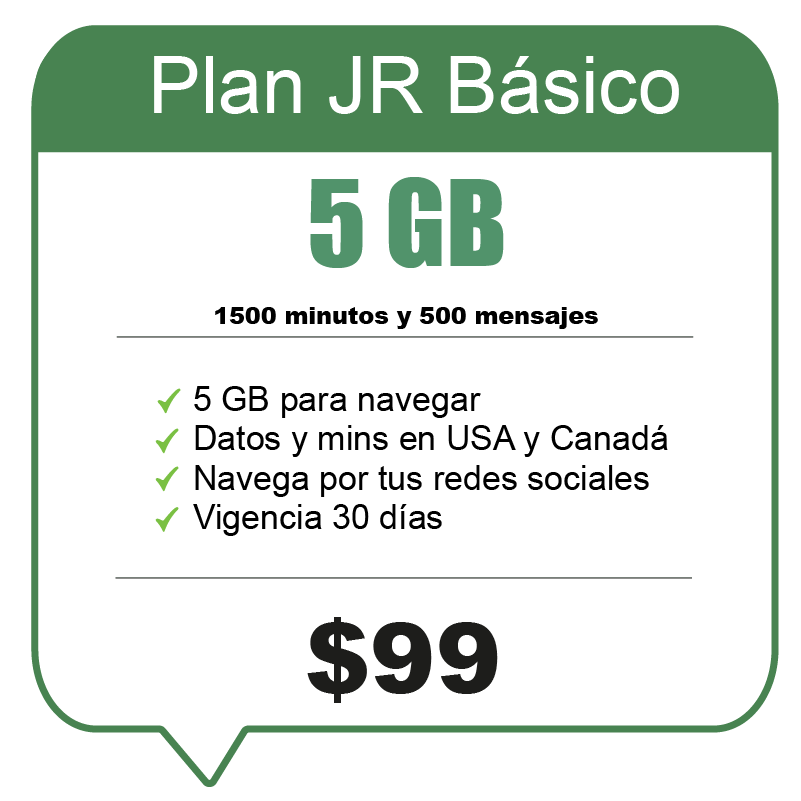 Plan JR Básico
5 GB
1500 minutos y 500 mensajes
5 GB para navegar
Datos y mins en USA y Canadá
Navega por tus redes sociales
Vigencia 30 días
$99